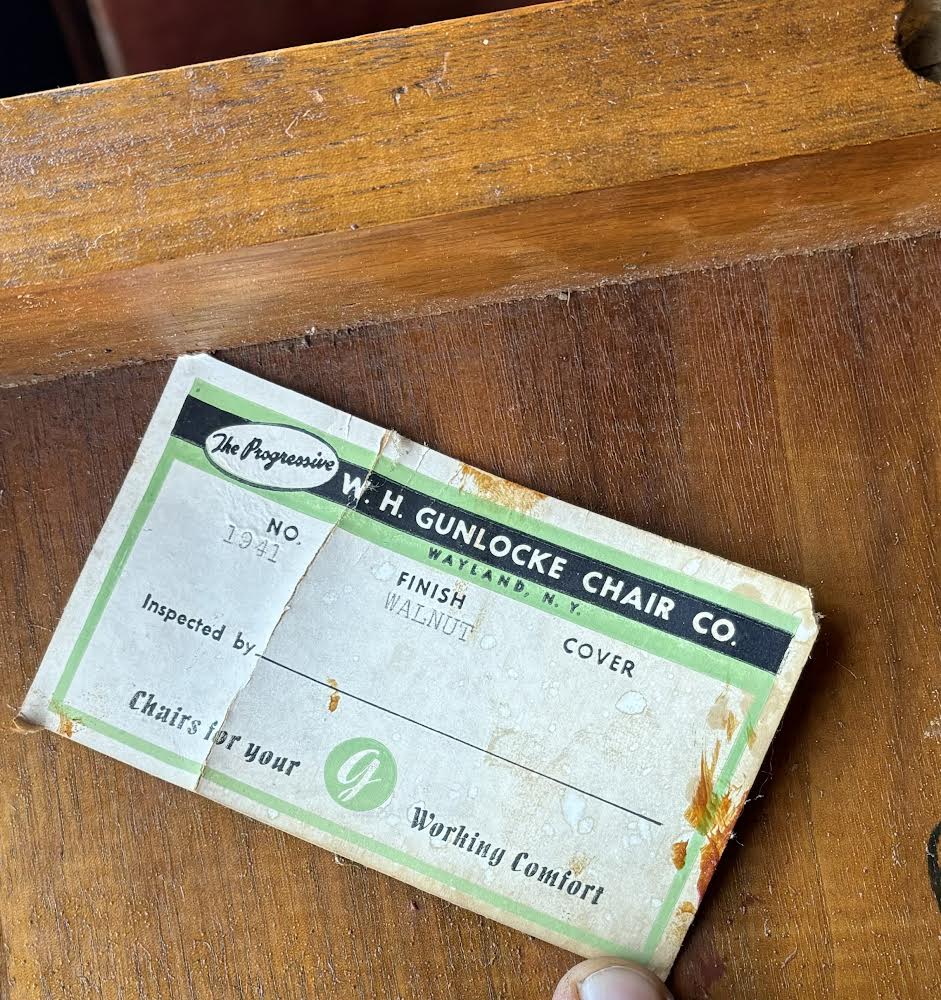 The Progressive
W. H. GUNLOCKE CHAIR CO.
WAYLAND, N. Y.
NO. FINISH COVER
1941 WALNUT
Inspected by
Chairs for your g Working Comfort